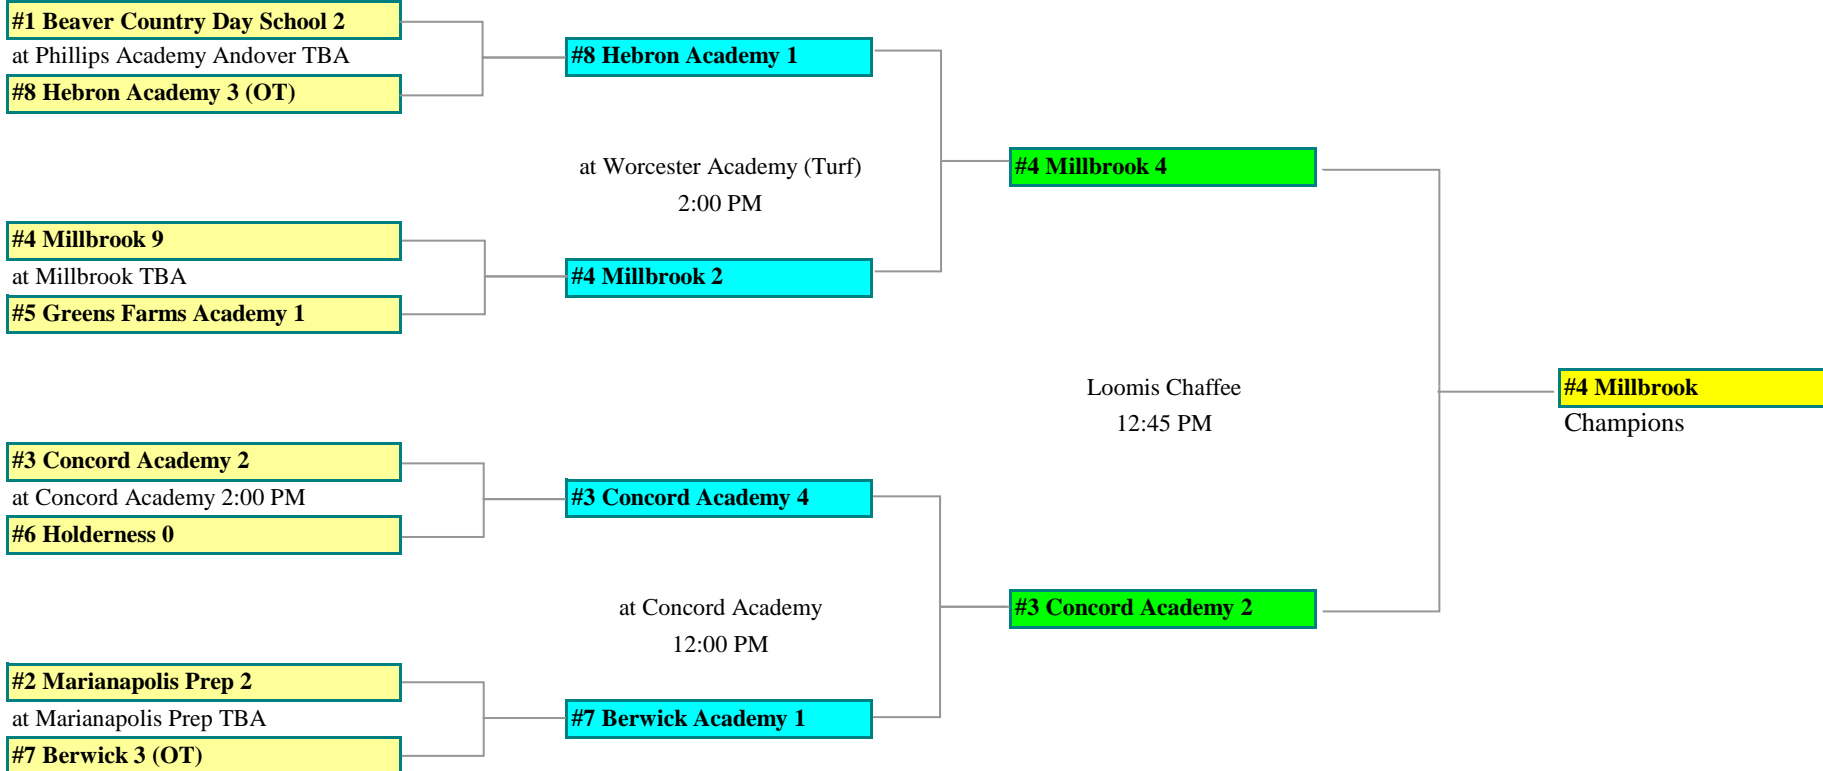 #1 Beaver Country Day School 2
at Phillips Academy Andover TBA
#8 Hebron Academy 3 (OT)
#4 Millbrook 9
at Millbrook TBA
#5 Greens Farms Academy 1
#3 Concord Academy 2
at Concord Academy 2:00 PM
#6 Holderness 0
#2 Marianapolis Prep 2
at Marianapolis Prep TBA
#7 Berwick 3 (OT)
#8 Hebron Academy 1
at Worcester Academy (Turf)
2:00 PM
#4 Millbrook 2
#3 Concord Academy 4
at Concord Academy
12:00 PM
#7 Berwick Academy 1
#4 Millbrook 4
Loomis Chaffee
12:45 PM
#3 Concord Academy 2
#4 Millbrook
Champions